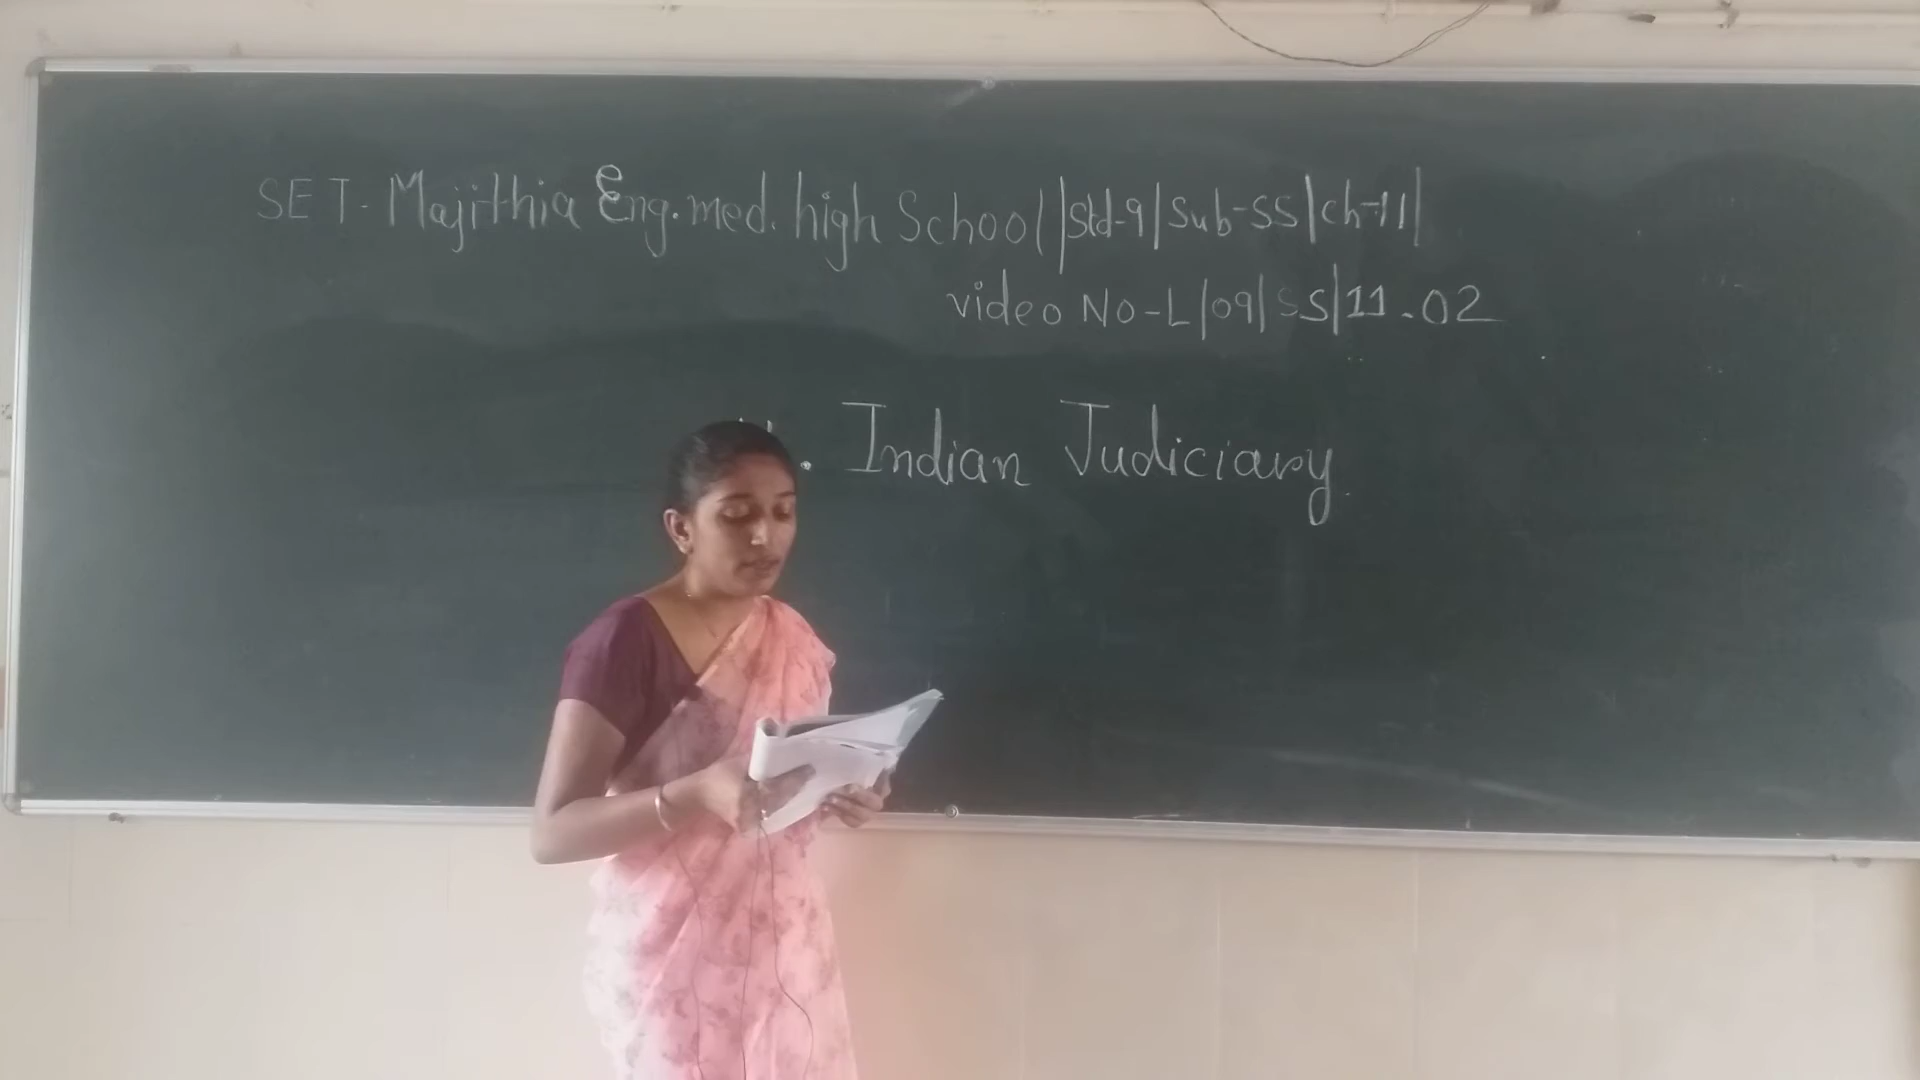 SET- Majithia Eng.med. high School||Std-9|Sub-SS|ch-11|
video No-L|09|SS|11.02
. Indian Judiciary